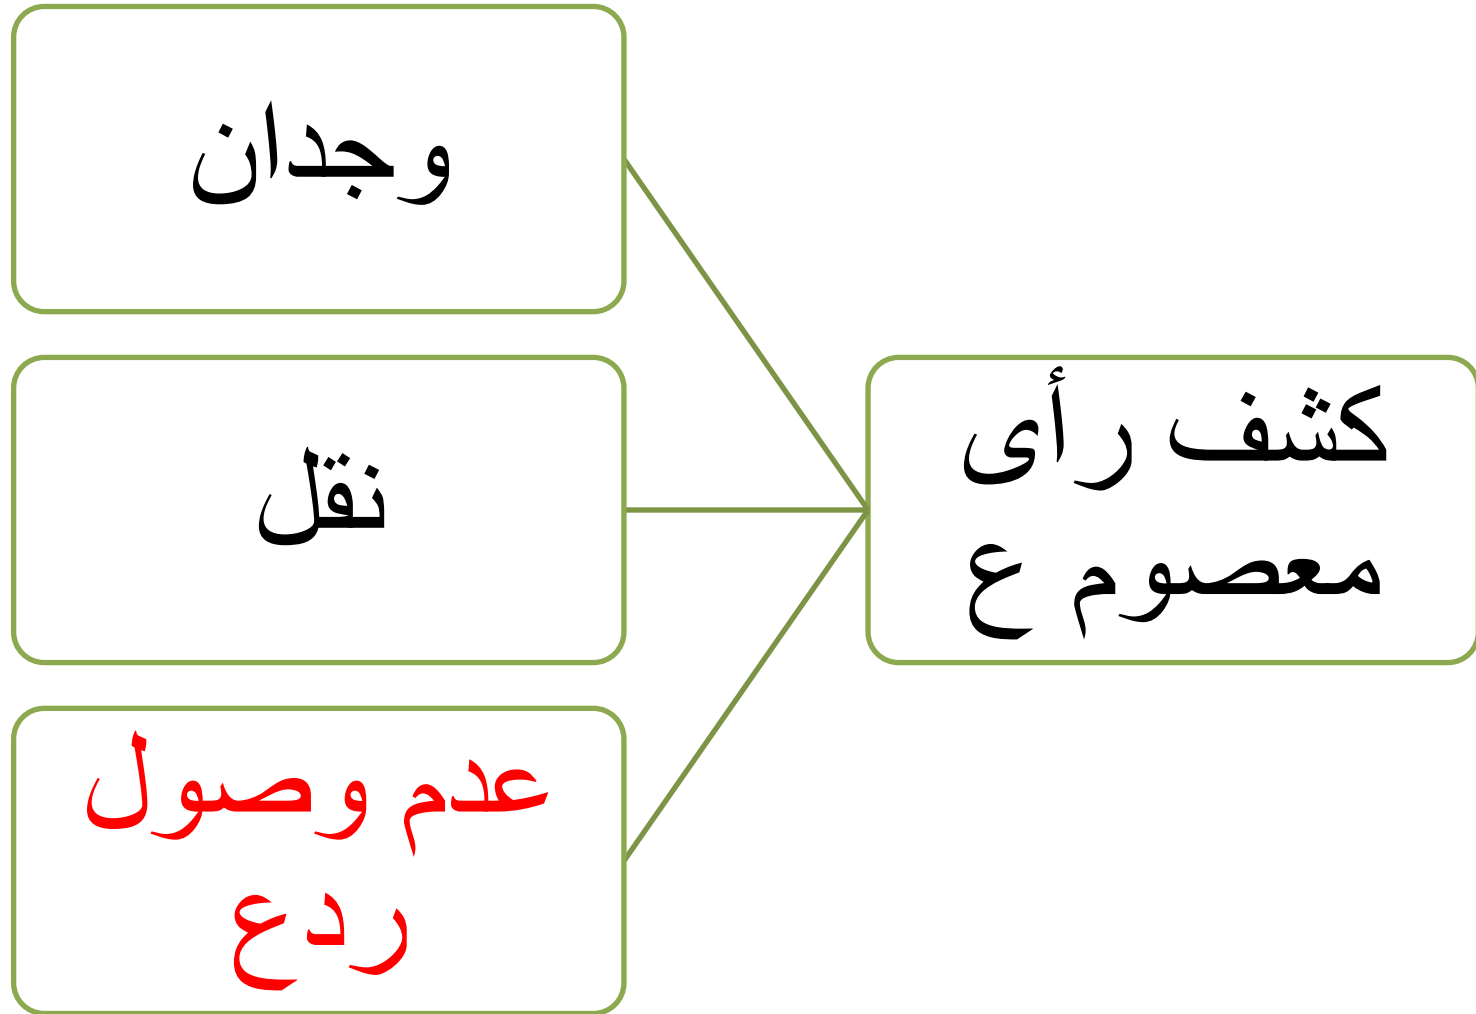 کشف رأی
معصوم ع
وجدان
نقل
عدم وصول
ردع